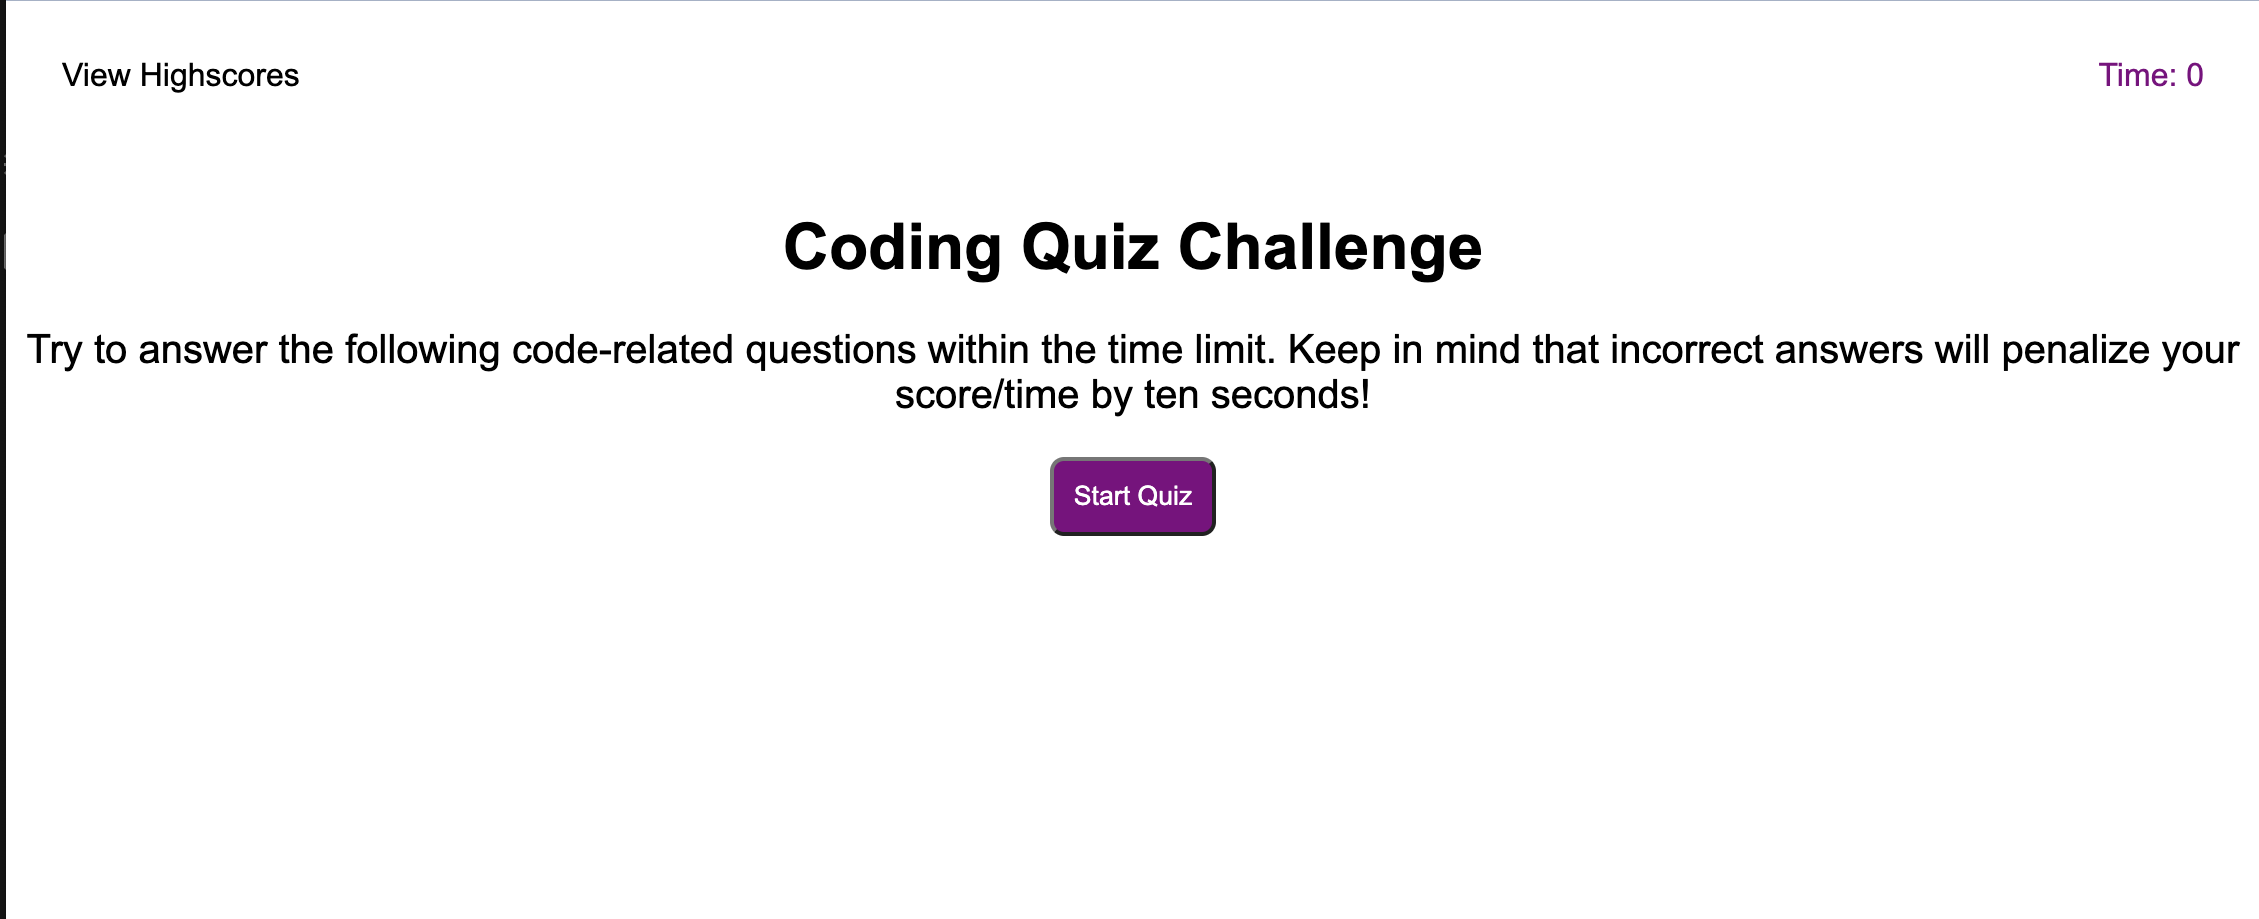 View Highscores
Time: 0
Coding Quiz Challenge
Try to answer the following code-related questions within the time limit. Keep in mind that incorrect answers will penalize your
score/time by ten seconds!
Start Quiz